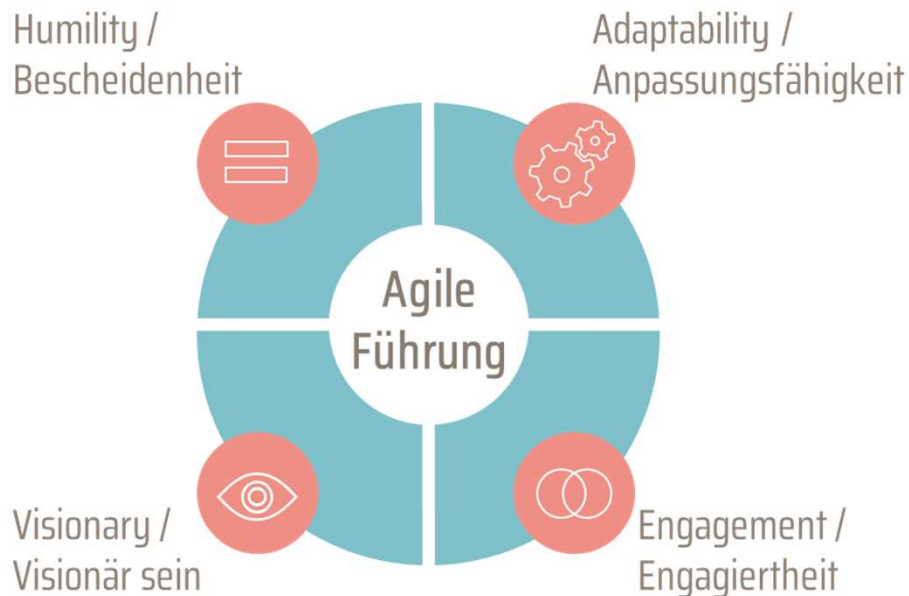 Humility /
Bescheidenheit
Adaptability /
Anpassungsfähigkeit
Agile
Führung
Visionary /
Visionär sein
Engagement /
Engagiertheit